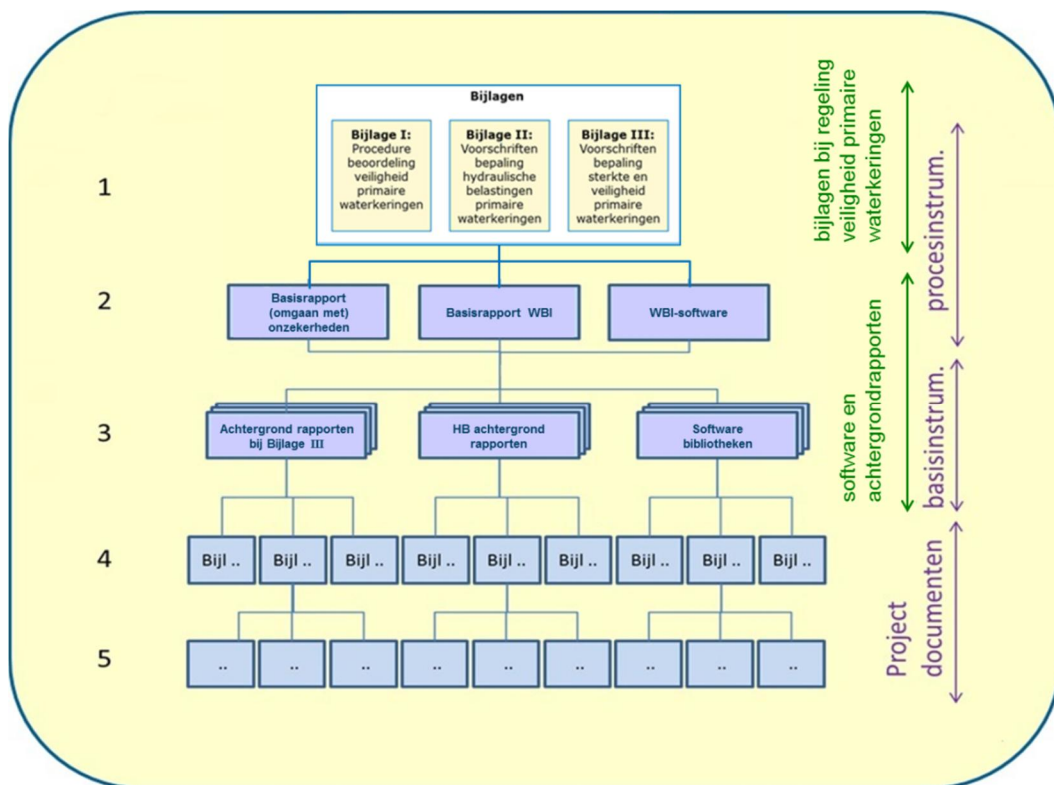 Bijlagen
Bijlage I:
Procedure
beoordeling
veiligheid
primaire
waterkeringen
Bijlage II:
Voorschriften
bepaling
hydraulische
belastingen
primaire
waterkeringen
Bijlage III:
Voorschriften
bepaling
sterkte en
veiligheid
primaire
waterkeringen
1
bijlagen bij regeling
veiligheid primaire
waterkeringen
procesinstrum.
2
Basisrapport
(omgaan met)
onzekerheden
Basisrapport WBI
WBI-software
software en
achtergrondrapporten
3
Achtergrond rapporten
bij Bijlage III
HB achtergrond
rapporten
Software
bibliotheken
basisinstrum.
4
Bijl .. Bijl .. Bijl .. Bijl .. Bijl .. Bijl .. Bijl .. Bijl .. Bijl ..
Project
documenten
5
.. .. .. .. .. .. .. .. ..